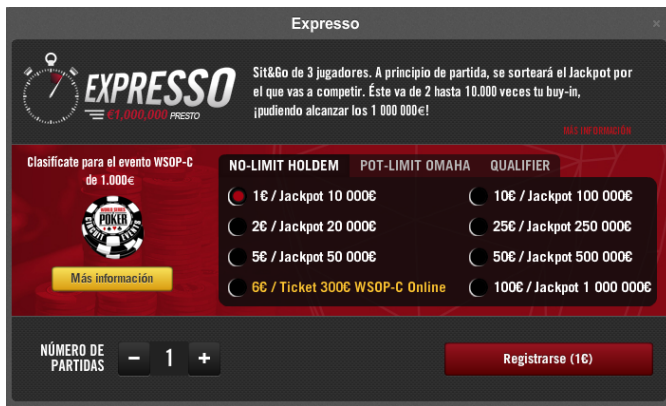 Expresso
EXPRESSO
€1,000,000 PRESTO
Sit&Go de 3 jugadores. A principio de partida, se sorteará el Jackpot por
el que vas a competir. Éste va de 2 hasta 10.000 veces tu buy-in,
¡pudiendo alcanzar los 1 000 000€!
MÁS INFORMACIÓN
Clasifícate para el evento WSOP-C
de 1.000€
POKER
CIRCUIT EVENTS
Más información
NO-LIMIT HOLDEM POT-LIMIT OMAHA QUALIFIER
1€ / Jackpot 10 000€
2€ / Jackpot 20 000€
5€ / Jackpot 50 000€
6€ / Ticket 300€ WSOP-C Online
10€ / Jackpot 100 000€
25€ / Jackpot 250 000€
50€ / Jackpot 500 000€
100€ / Jackpot 1 000 000€
NÚMERO DE
PARTIDAS
− 1 +
Registrarse (1€)